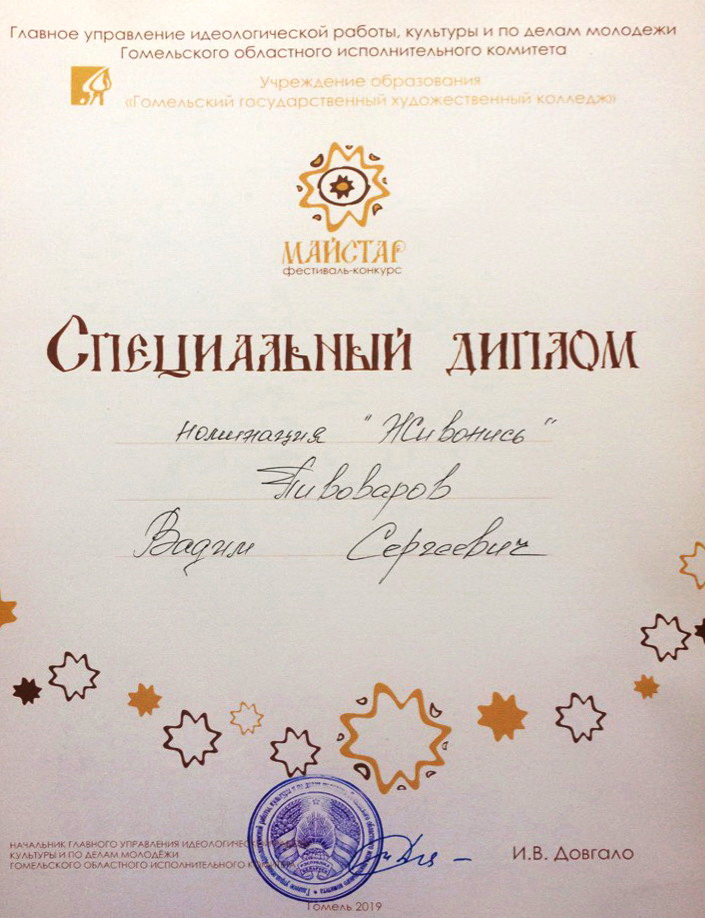 Главное управление идеологической работы, культуры и по делам молодежи
Гомельского областного исполнительного комитета
Учреждение образования
«Гомельский государственный художественный колледж»
МАЙСТАР
фестиваль-конкурс
Специальный диплом
номинация "Живопись"
Пивоваров
Вадим Сергеевич
НАЧАЛЬНИК ГЛАВНОГО УПРАВЛЕНИЯ ИДЕОЛОГИЧЕСКОЙ
КУЛЬТУРЫ И ПО ДЕЛАМ МОЛОДЁЖИ
ГОМЕЛЬСКОГО ОБЛАСТНОГО ИСПОЛНИТЕЛЬНОГО
И.В. Довгало
Гомель 2019